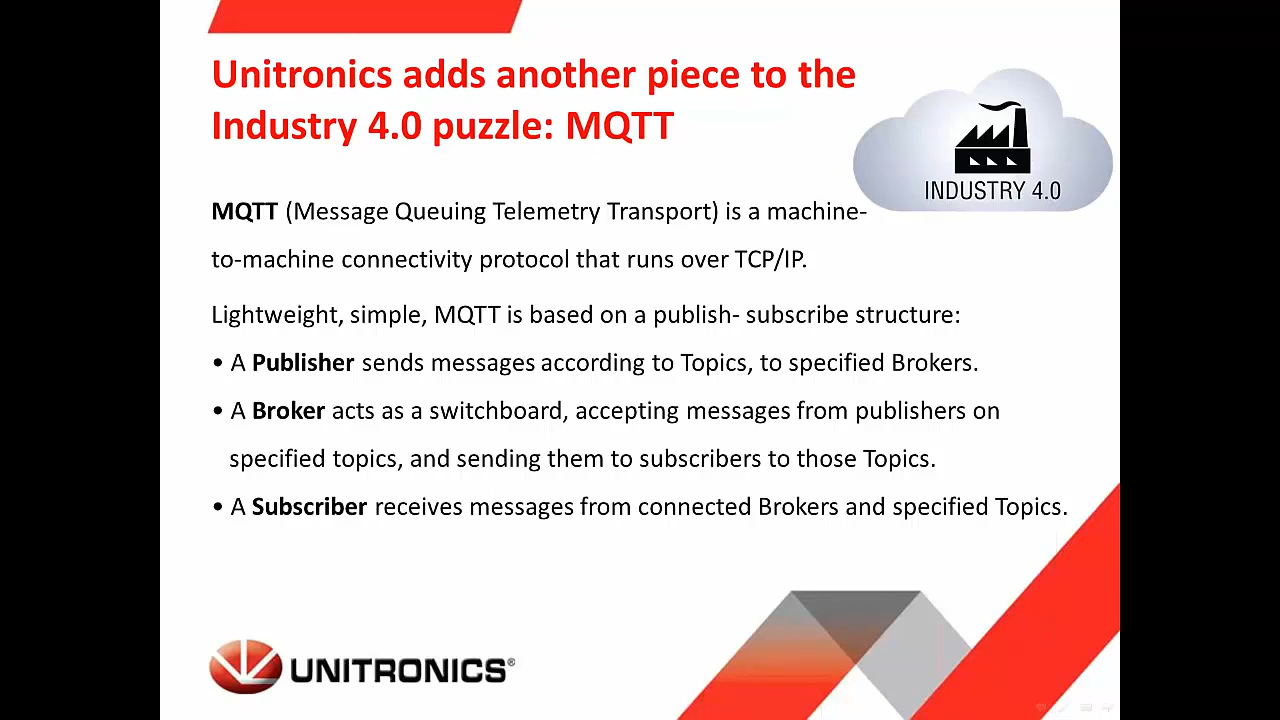 Unitronics adds another piece to the
Industry 4.0 puzzle: MQTT
INDUSTRY 4.0
MQTT (Message Queuing Telemetry Transport) is a machine-
to-machine connectivity protocol that runs over TCP/IP.
Lightweight, simple, MQTT is based on a publish- subscribe structure:
• A Publisher sends messages according to Topics, to specified Brokers.
• A Broker acts as a switchboard, accepting messages from publishers on
specified topics, and sending them to subscribers to those Topics.
• A Subscriber receives messages from connected Brokers and specified Topics.
UNITRONICS®